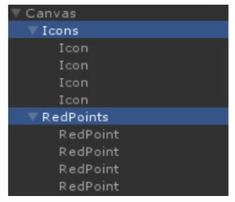 Canvas
Icons
Icon
Icon
Icon
Icon
RedPoints
RedPoint
RedPoint
RedPoint
RedPoint